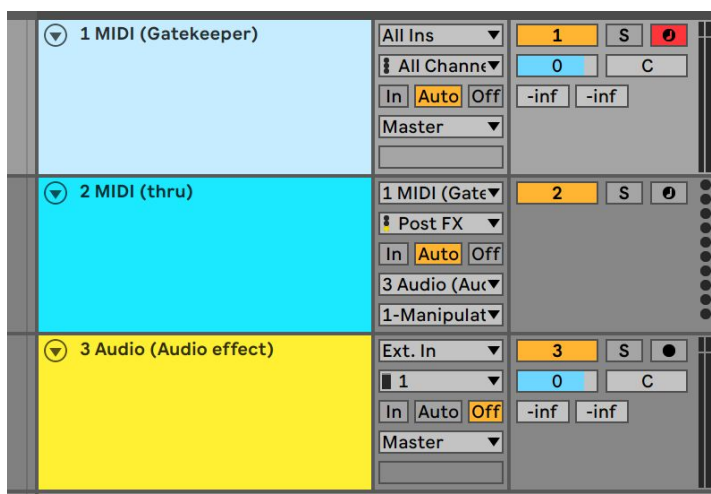 1 MIDI (Gatekeeper) All Ins 1 S
All Channe 0 C
In Auto Off -inf -inf
Master
2 MIDI (thru) 1 MIDI (Gate 2 S
Post FX
In Auto Off
3 Audio (Auc
1-Manipulat
3 Audio (Audio effect) Ext. In 3 S
1 0 C
In Auto Off -inf -inf
Master